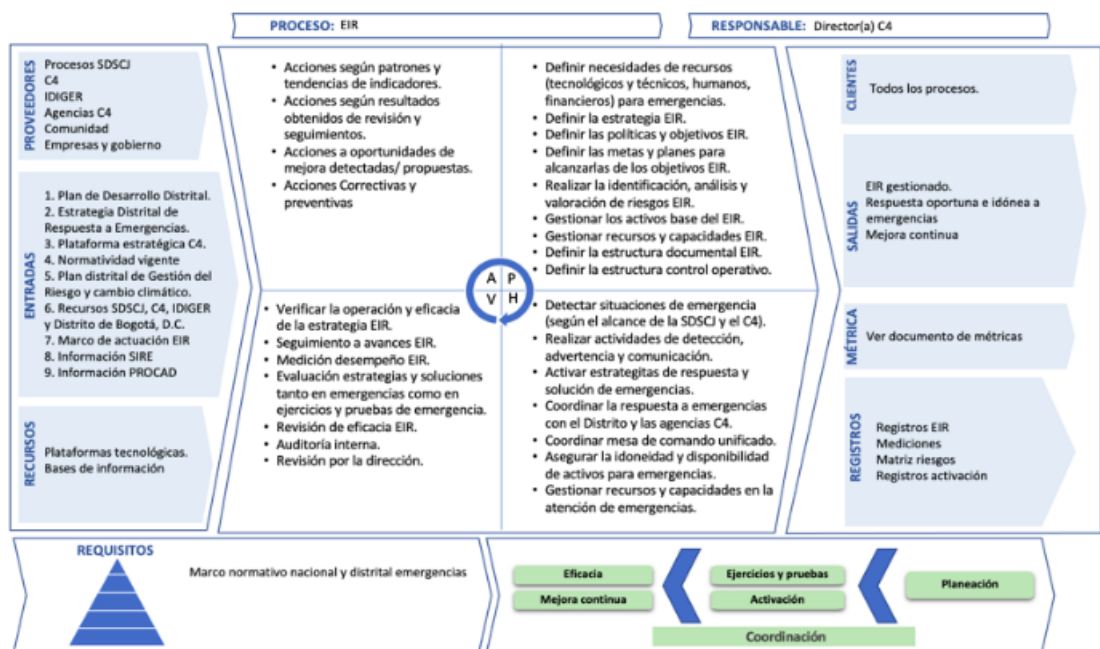 PROCESO: EIR
RESPONSABLE: Director(a) C4
PROVEEDORES
Procesos SDSCJ
C4
IDIGER
Agencias C4
Comunidad
Empresas y gobierno
ENTRADAS
1. Plan de Desarrollo Distrital.
2. Estrategia Distrital de
Respuesta a Emergencias.
3. Plataforma estratégica C4.
4. Normatividad vigente
5. Plan distrital de Gestión del
Riesgo y cambio climático.
6. Recursos SDSCJ, C4, IDIGER
y Distrito de Bogotá, D.C.
7. Marco de actuación EIR
8. Información SIRE
9. Información PROCAD
RECURSOS
Plataformas tecnológicas.
Bases de información
• Acciones según patrones y
tendencias de indicadores.
• Acciones según resultados
obtenidos de revisión y
seguimientos.
• Acciones a oportunidades de
mejora detectadas/ propuestas.
• Acciones Correctivas y
preventivas
• Definir necesidades de recursos
(tecnológicos y técnicos, humanos,
financieros) para emergencias.
• Definir la estrategia EIR.
• Definir las políticas y objetivos EIR.
• Definir las metas y planes para
alcanzarlas de los objetivos EIR.
• Realizar la identificación, análisis y
valoración de riesgos EIR.
• Gestionar los activos base del EIR.
• Gestionar recursos y capacidades EIR.
• Definir la estructura documental EIR.
• Definir la estructura control operativo.
A P
V H
• Verificar la operación y eficacia
de la estrategia EIR.
• Seguimiento a avances EIR.
• Medición desempeño EIR.
• Evaluación estrategias y soluciones
tanto en emergencias como en
ejercicios y pruebas de emergencia.
• Revisión de eficacia EIR.
• Auditoría interna.
• Revisión por la dirección.
• Detectar situaciones de emergencia
(según el alcance de la SDSCJ y el C4).
• Realizar actividades de detección,
advertencia y comunicación.
• Activar estrategitas de respuesta y
solución de emergencias.
• Coordinar la respuesta a emergencias
con el Distrito y las agencias C4.
• Coordinar mesa de comando unificado.
• Asegurar la idoneidad y disponibilidad
de activos para emergencias.
• Gestionar recursos y capacidades en la
atención de emergencias.
CLIENTES
Todos los procesos.
SALIDAS
EIR gestionado.
Respuesta oportuna e idónea a
emergencias
Mejora continua
MÉTRICA
Ver documento de métricas
REGISTROS
Registros EIR
Mediciones
Matriz riesgos
Registros activación
REQUISITOS
Marco normativo nacional y distrital emergencias
Eficacia
Mejora continua
Ejercicios y pruebas
Activación
Planeación
Coordinación